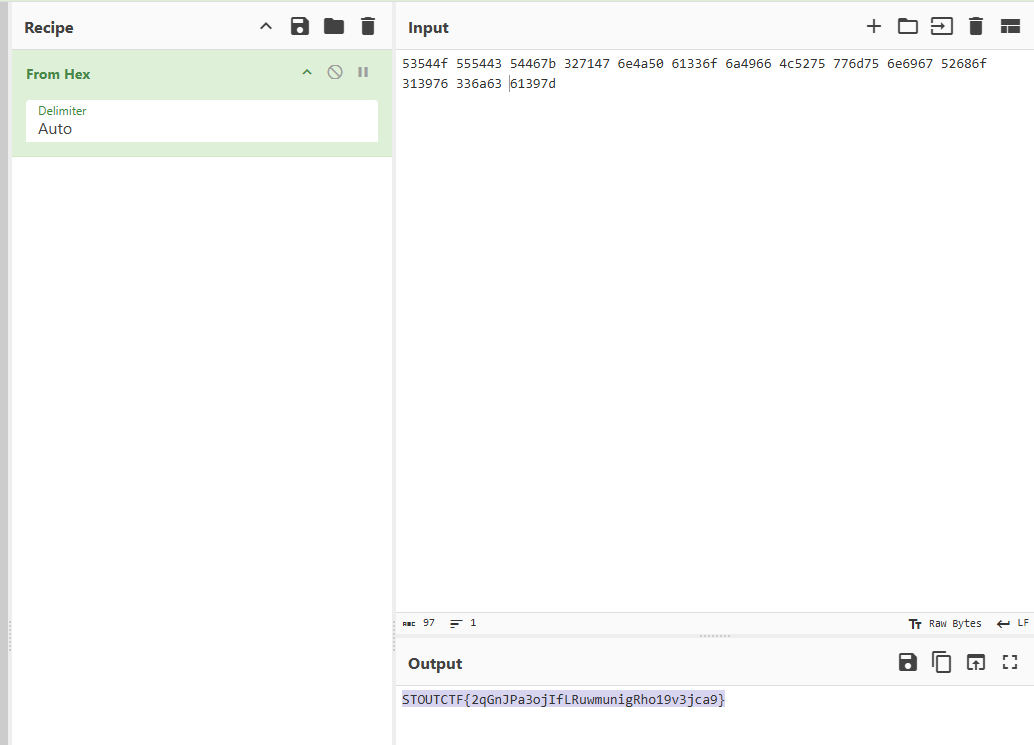 Recipe
Input
From Hex
Delimiter
Auto
53544f 555443 54467b 327147 6e4a50 61336f 6a4966 4c5275 776d75 6e6967 52686f
313976 336a63 61397d
ABC 97 1
Tt Raw Bytes LF
Output
STOUTCTF{2qGnJPa3ojIfLRuwmunigRho19v3jca9}